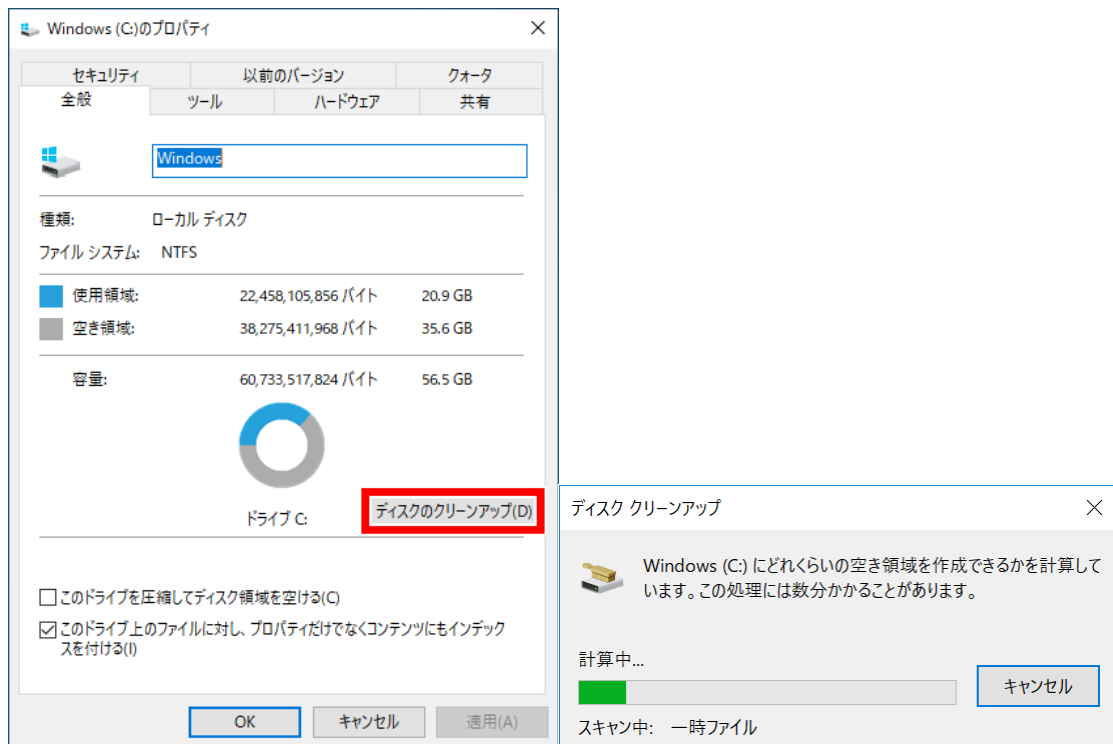 Windows (C:)のプロパティ
セキュリティ 以前のバージョン クォータ
全般 ツール ハードウェア 共有
Windows
種類: ローカル ディスク
ファイル システム: NTFS
使用領域: 22,458,105,856 バイト 20.9 GB
空き領域: 38,275,411,968 バイト 35.6 GB
容量: 60,733,517,824 バイト 56.5 GB
ドライブ C:
ディスクのクリーンアップ(D)
このドライブを圧縮してディスク領域を空ける(C)
このドライブ上のファイルに対し、プロパティだけでなくコンテンツにもインデック
スを付ける(I)
OK キャンセル 適用(A)
ディスク クリーンアップ
Windows (C:) にどれくらいの空き領域を作成できるかを計算して
います。この処理には数分かかることがあります。
計算中...
キャンセル
スキャン中: 一時ファイル